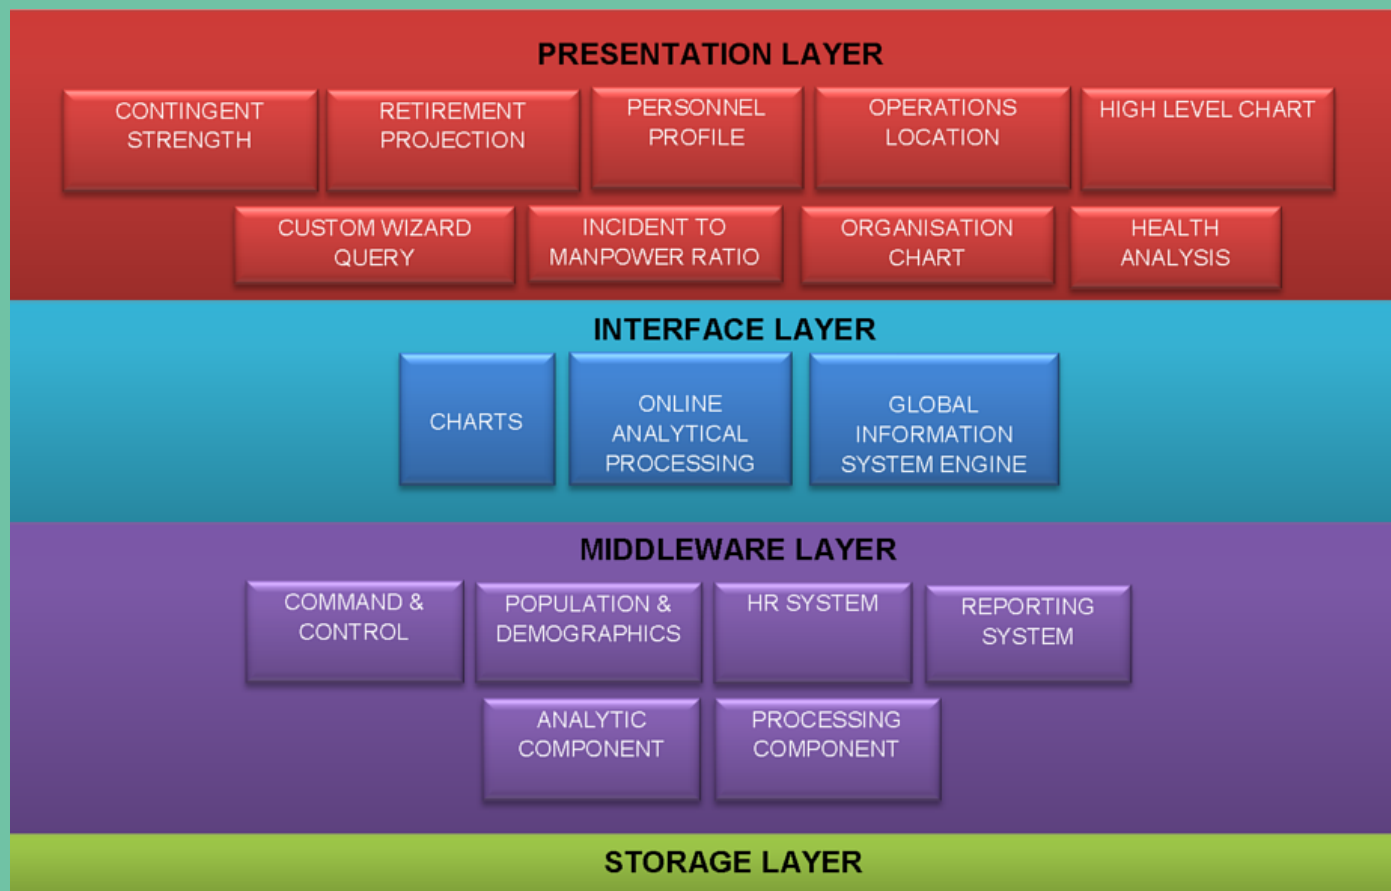 PRESENTATION LAYER
CONTINGENT
STRENGTH
RETIREMENT
PROJECTION
PERSONNEL
PROFILE
OPERATIONS
LOCATION
HIGH LEVEL CHART
CUSTOM WIZARD
QUERY
INCIDENT TO
MANPOWER RATIO
ORGANISATION
CHART
HEALTH
ANALYSIS
INTERFACE LAYER
CHARTS
ONLINE
ANALYTICAL
PROCESSING
GLOBAL
INFORMATION
SYSTEM ENGINE
MIDDLEWARE LAYER
COMMAND &
CONTROL
POPULATION &
DEMOGRAPHICS
HR SYSTEM
REPORTING
SYSTEM
ANALYTIC
COMPONENT
PROCESSING
COMPONENT
STORAGE LAYER